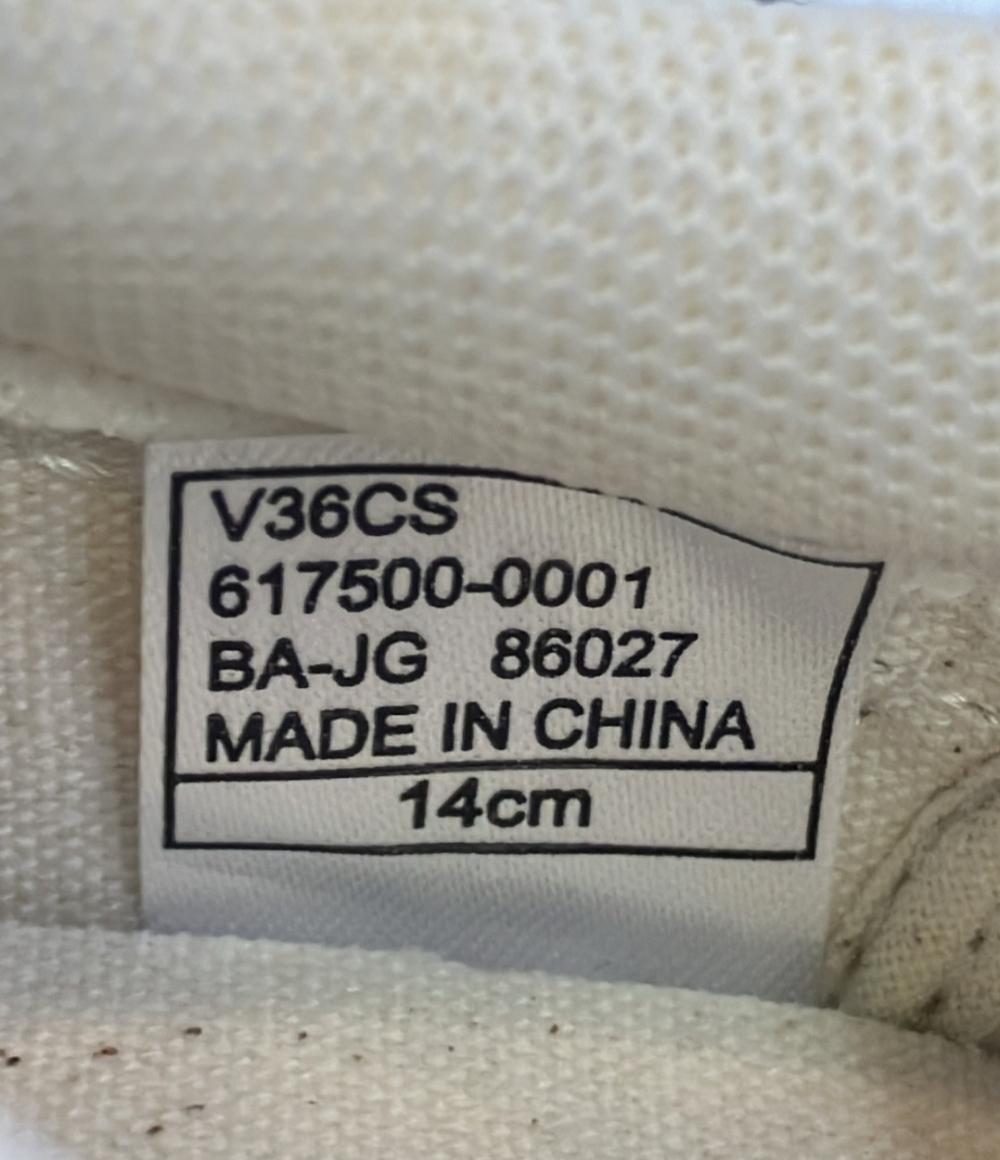 V36CS
617500-0001
BA-JG 86027
MADE IN CHINA
14cm